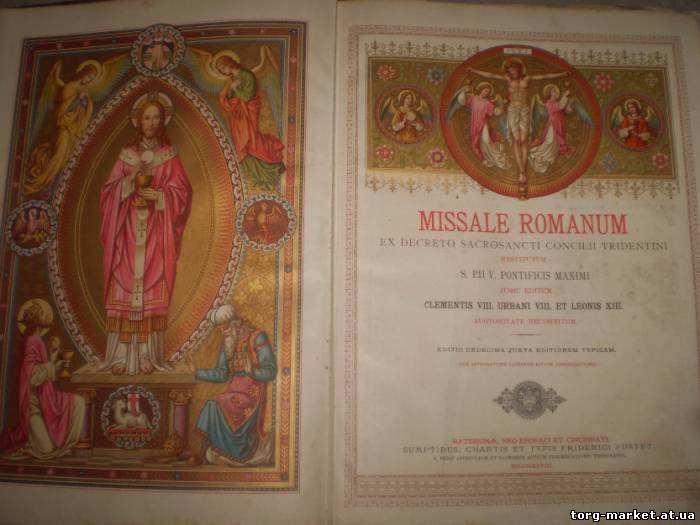 I.N.R.I.
MISSALE ROMANUM
EX DECRETO SACROSANCTI CONCILII TRIDENTINI
RESTITUTUM
S. PII V. PONTIFICIS MAXIMI
JUSSU EDITUM
CLEMENTIS VIII. URBANI VIII. ET LEONIS XIII.
AUCTORITATE RECOGNITUM.
EDITIO UNDECIMA JUXTA EDITIONEM TYPICAM.
RATISBONAE, NEO EBORACI ET CINCINNATI.
SUMPTIBUS, CHARTIS ET TYPIS FRIDERICI PUSTET,
torg-market.at.ua